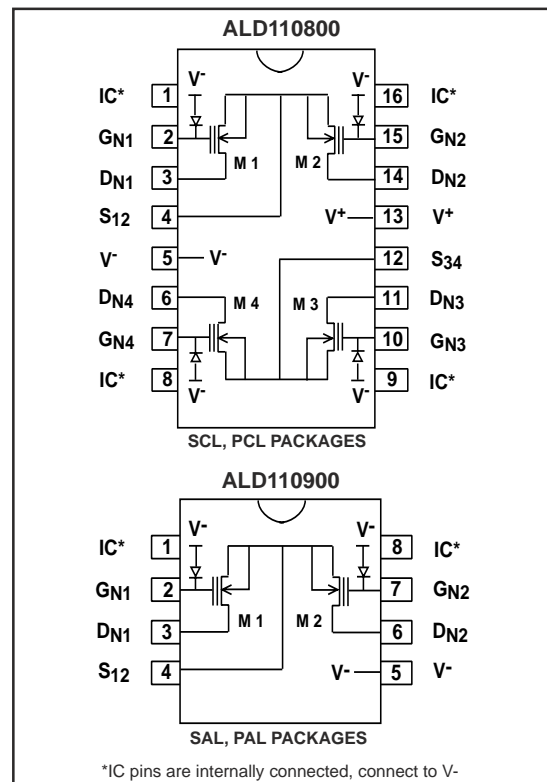 ALD110800
V- V-
IC* 1 16 IC*
GN1 2 15 GN2
M 1 M 2
DN1 3 14 DN2
S12 4 V+ 13 V+
V- 5 V- 12 S34
DN4 6 M 4 M 3 11 DN3
GN4 7 10 GN3
IC* 8 V- V- 9 IC*
SCL, PCL PACKAGES
ALD110900
V- V-
IC* 1 8 IC*
GN1 2 7 GN2
M 1 M 2
DN1 3 6 DN2
S12 4 V- 5 V-
SAL, PAL PACKAGES
*IC pins are internally connected, connect to V-